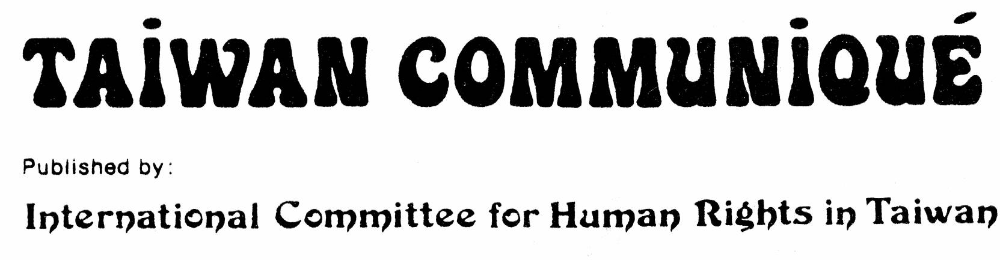 TAiWAN COMMUNiQUÉ
Published by:
International Committee for Human Rights in Taiwan